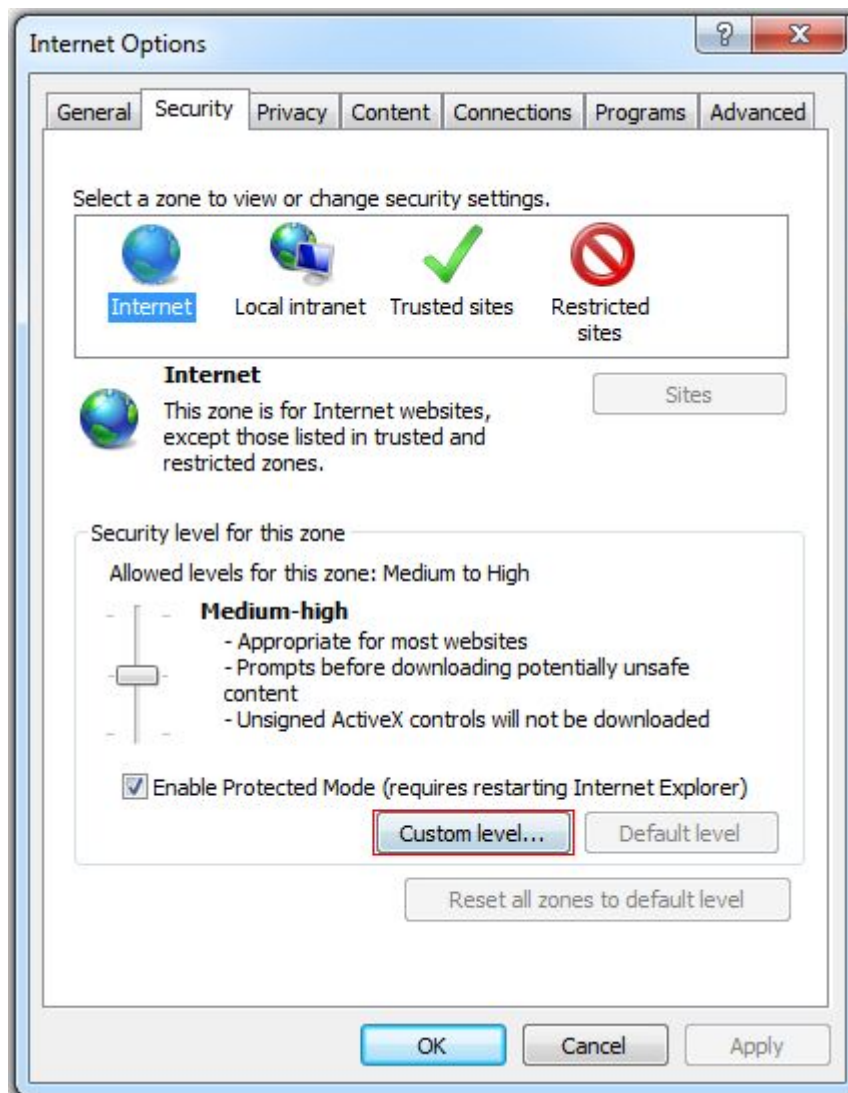 Internet Options
?
X
General
Security
Privacy
Content
Connections
Programs
Advanced
Select a zone to view or change security settings.
Internet
Local intranet
Trusted sites
Restricted
sites
Internet
This zone is for Internet websites,
except those listed in trusted and
restricted zones.
Sites
Security level for this zone
Allowed levels for this zone: Medium to High
Medium-high
- Appropriate for most websites
- Prompts before downloading potentially unsafe
content
- Unsigned ActiveX controls will not be downloaded
Enable Protected Mode (requires restarting Internet Explorer)
Custom level...
Default level
Reset all zones to default level
OK
Cancel
Apply